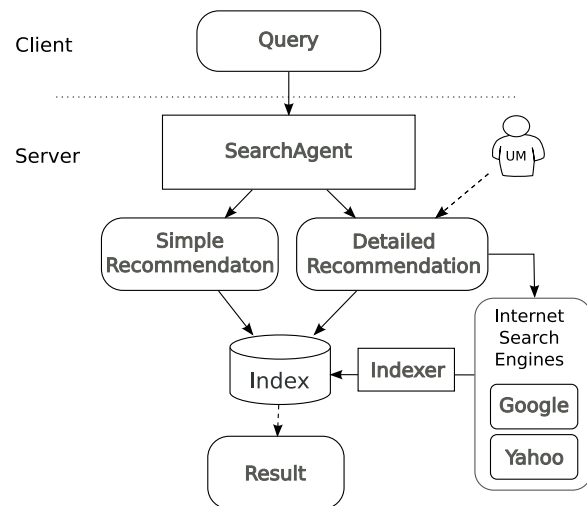 Client
Query
Server
SearchAgent
UM
Simple
Recommendaton
Detailed
Recommendation
Internet
Search
Engines
Index
Indexer
Google
Yahoo
Result